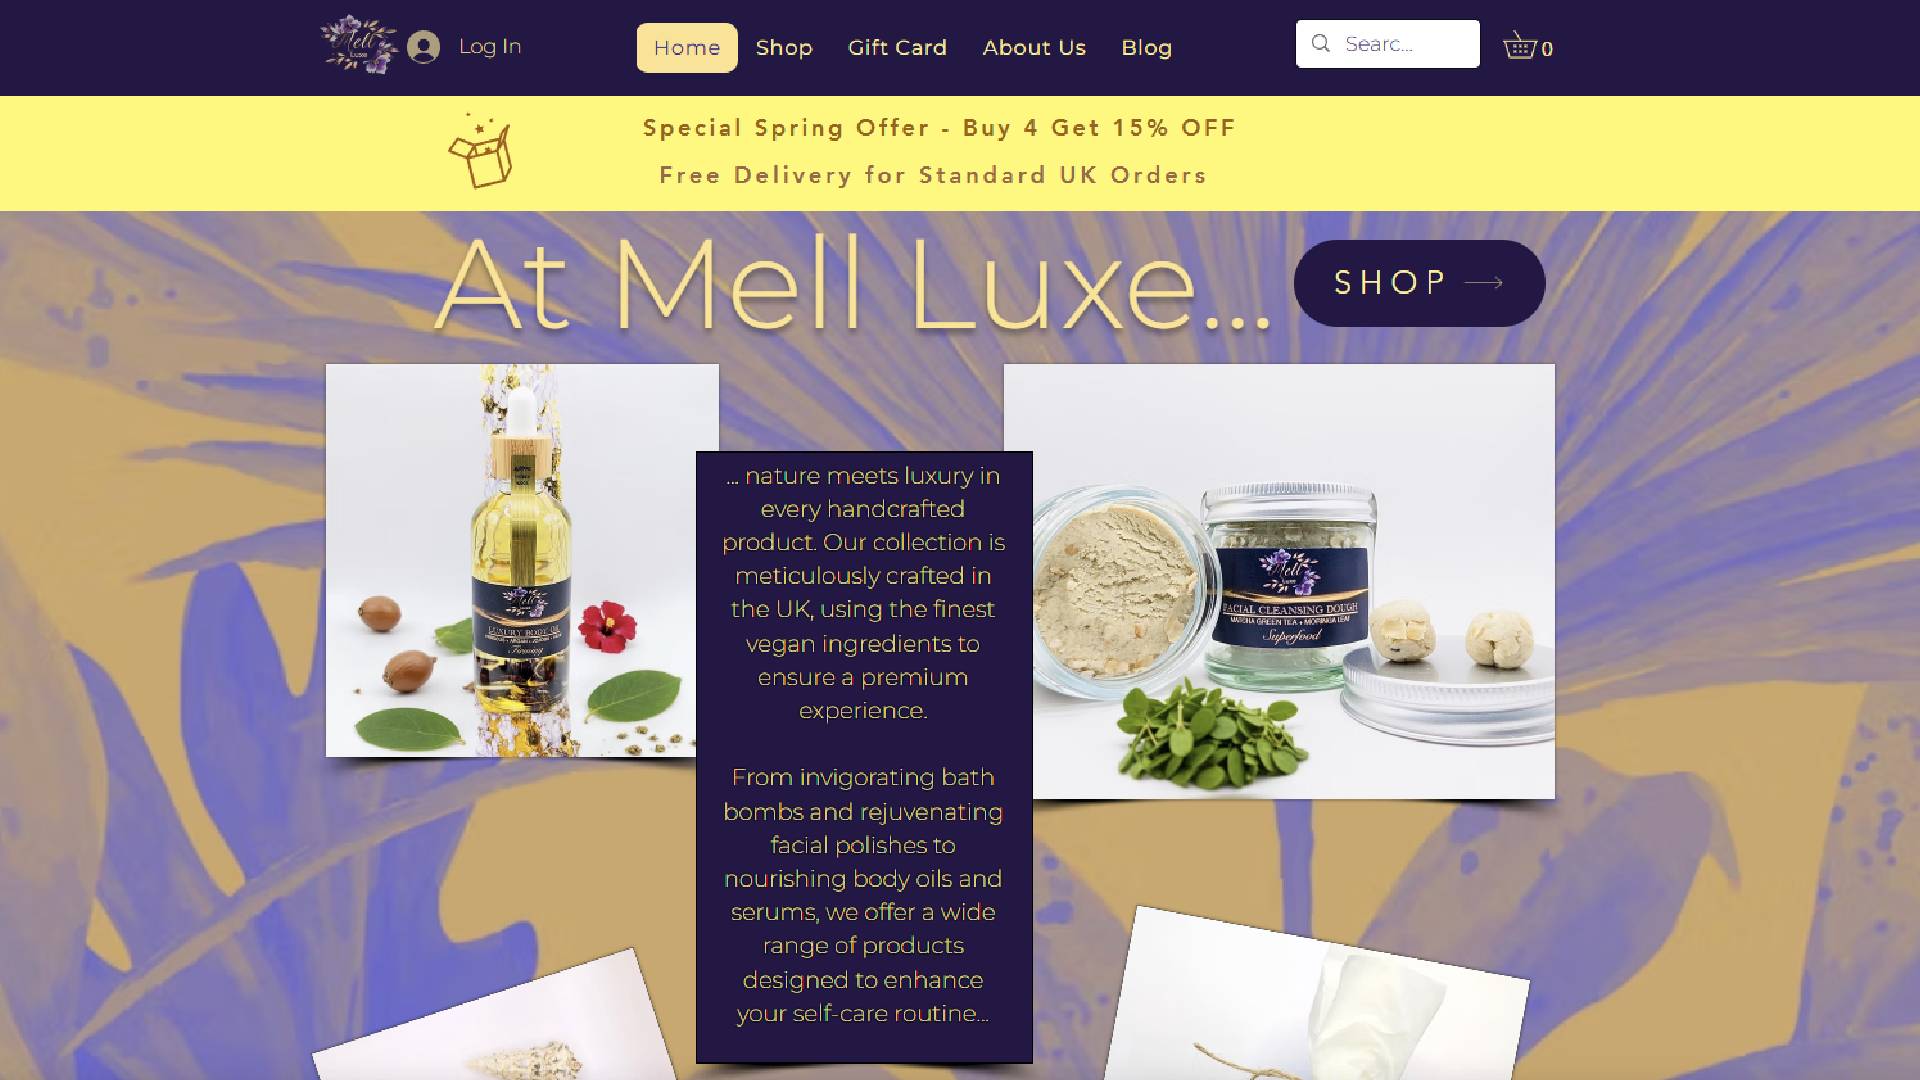 Mell
Luxe
Log In
Home
Shop
Gift Card
About Us
Blog
Searc...
0
Special Spring Offer - Buy 4 Get 15% OFF
Free Delivery for Standard UK Orders
At Mell Luxe...
SHOP
... nature meets luxury in
every handcrafted
product. Our collection is
meticulously crafted in
the UK, using the finest
vegan ingredients to
ensure a premium
experience.
From invigorating bath
bombs and rejuvenating
facial polishes to
nourishing body oils and
serums, we offer a wide
range of products
designed to enhance
your self-care routine...
Mell
LUXURY BODY OIL
Mell
Luxe
FACIAL CLEANSING DOUGH
MATCHA GREEN TEA • MORINGA LEAF
Superfood